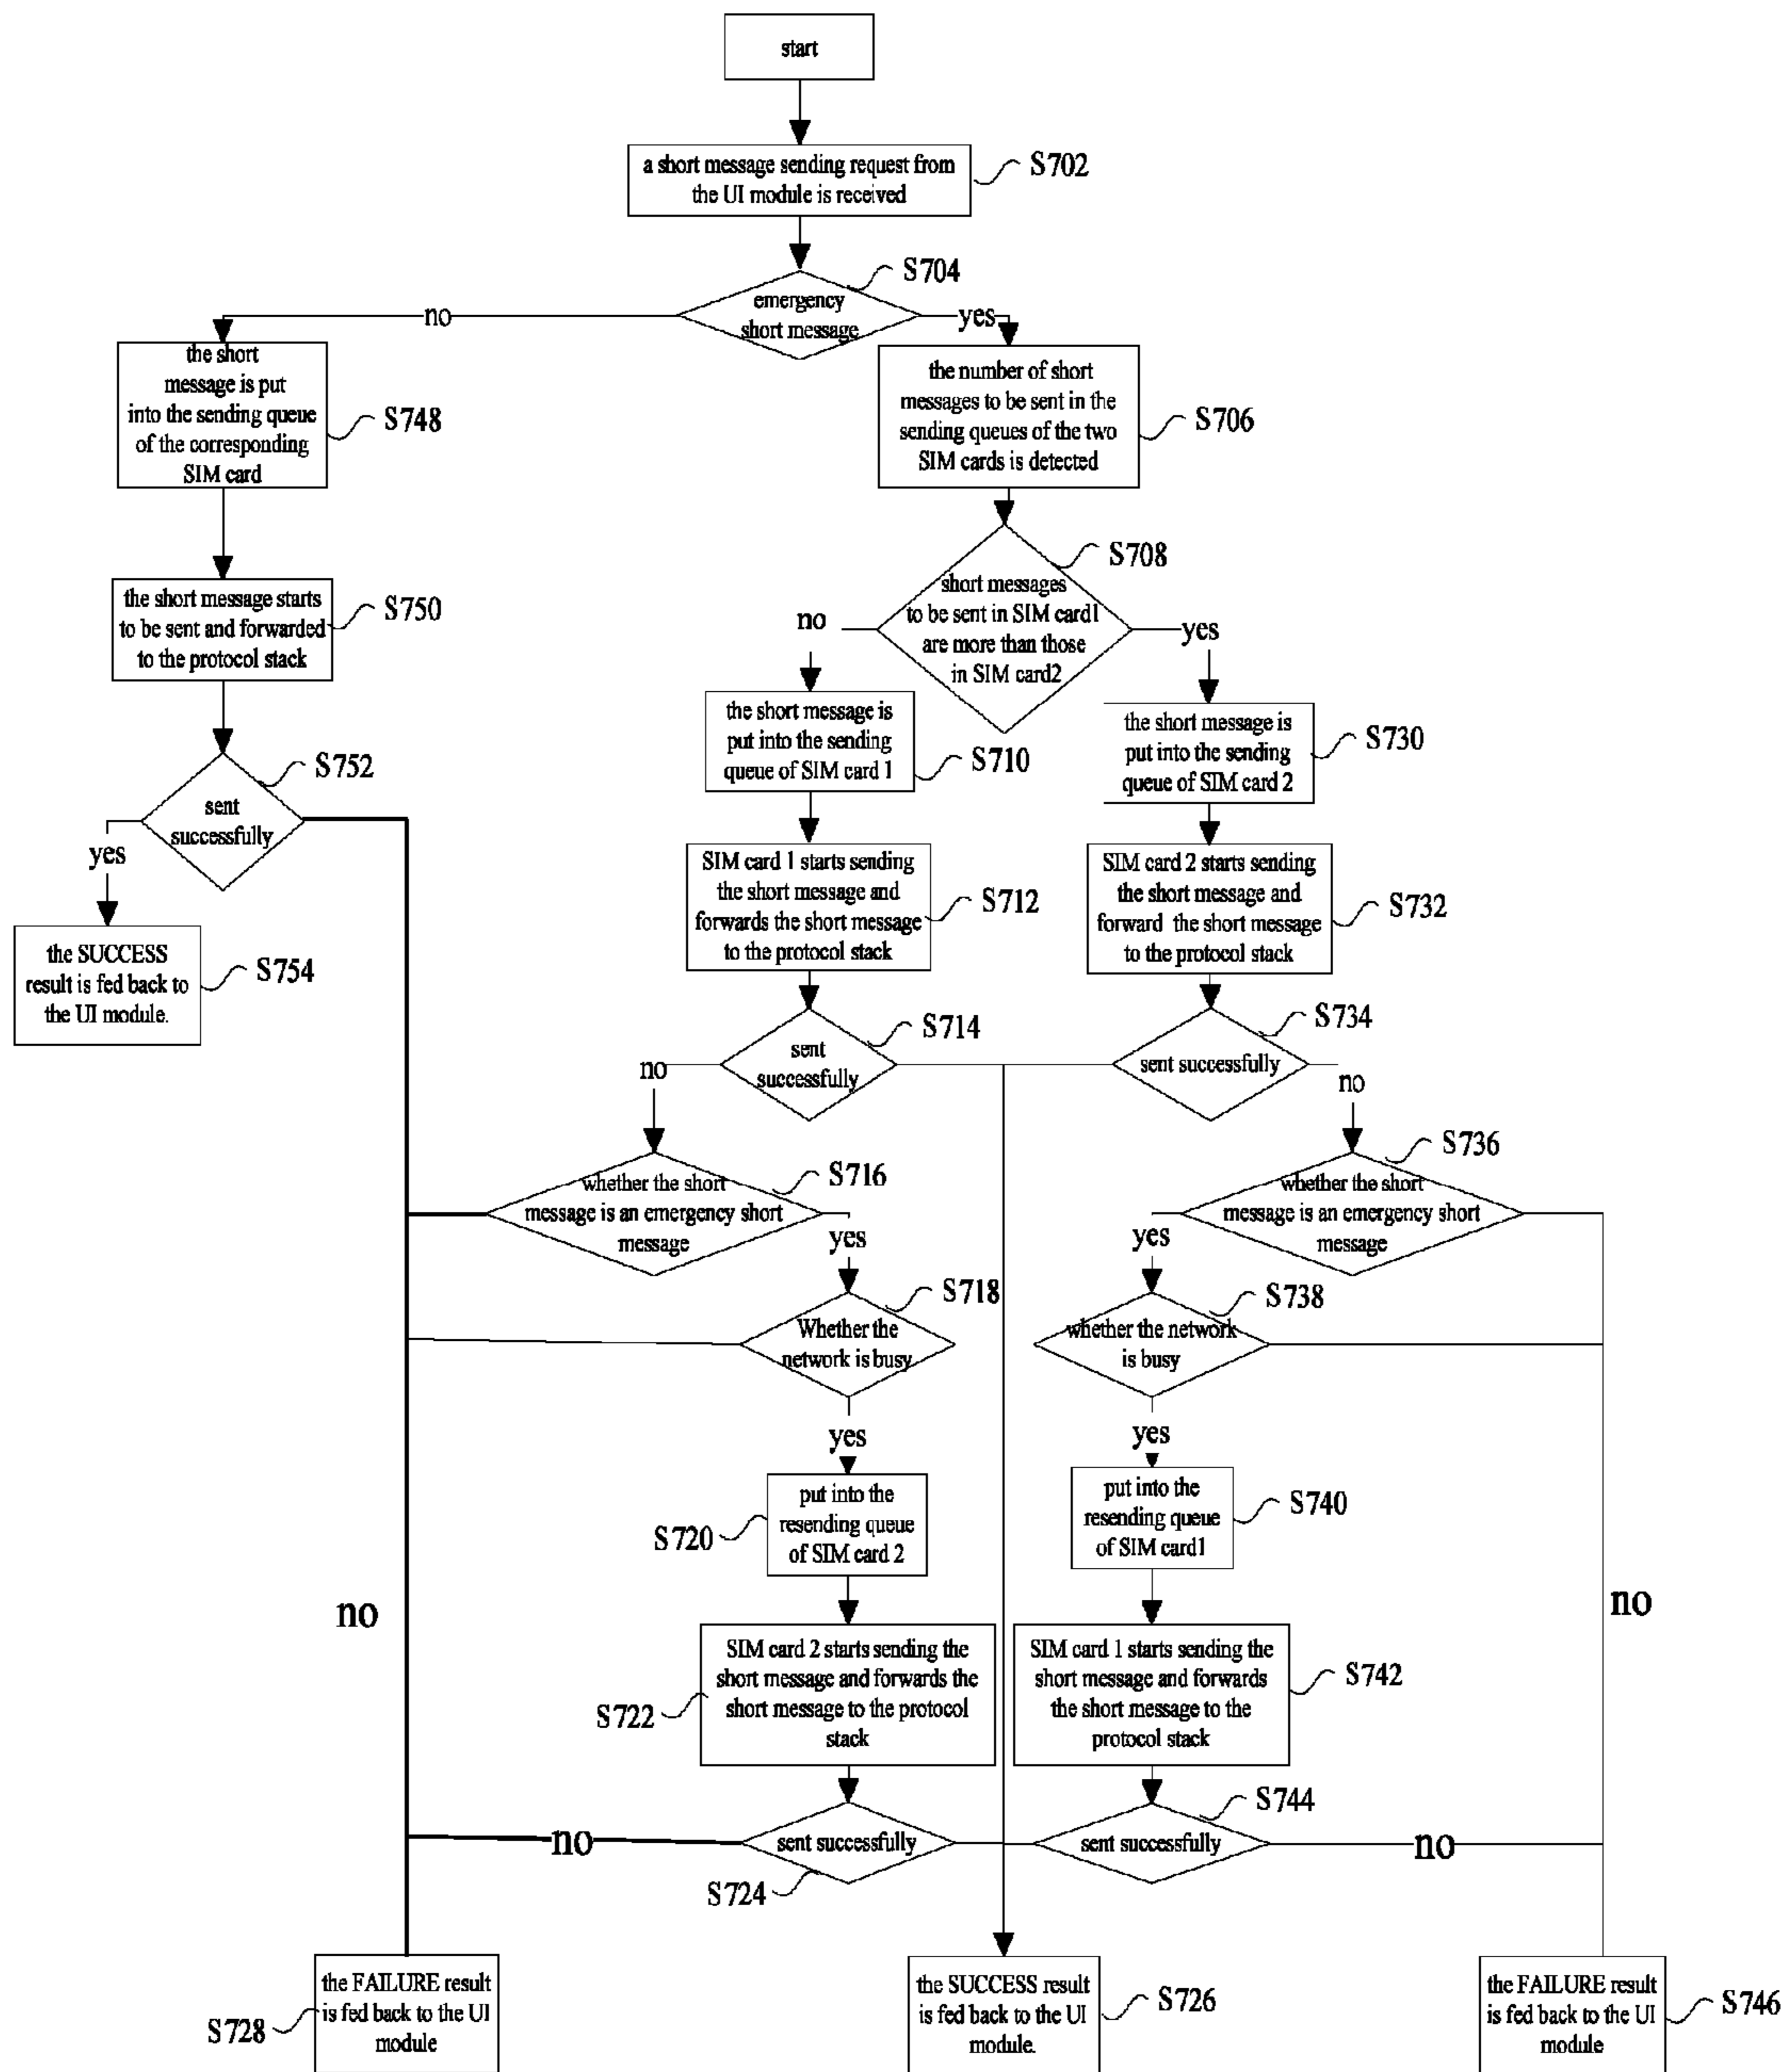 start
a short message sending request from
the UI module is received
S702
emergency
short message
S704
no
yes
the short
message is put
into the sending queue
of the corresponding
SIM card
S748
the number of short
messages to be sent in the
sending queues of the two
SIM cards is detected
S706
the short message starts
to be sent and forwarded
to the protocol stack
S750
short messages
to be sent in SIM card1
are more than those
in SIM card2
S708
no
yes
sent
successfully
S752
yes
the SUCCESS
result is fed back to
the UI module.
S754
the short message is
put into the sending
queue of SIM card 1
S710
the short message is
put into the sending
queue of SIM card 2
S730
SIM card 1 starts sending
the short message and
forwards the short message
to the protocol stack
S712
SIM card 2 starts sending
the short message and
forward the short message
to the protocol stack
S732
sent
successfully
S714
no
sent successfully
S734
no
whether the short
message is an emergency short
message
S716
yes
whether the short
message is an emergency short
message
S736
yes
Whether the
network is busy
S718
yes
whether the network
is busy
S738
yes
put into the
resending queue
of SIM card 2
S720
put into the
resending queue
of SIM card1
S740
no
no
SIM card 2 starts sending the
short message and forwards the
short message to the protocol
stack
S722
SIM card 1 starts sending the
short message and forwards
the short message to the
protocol stack
S742
no
sent successfully
S724
sent successfully
S744
no
the FAILURE result
is fed back to the UI
module
S728
the SUCCESS result
is fed back to the UI
module.
S726
the FAILURE result
is fed back to the UI
module
S746